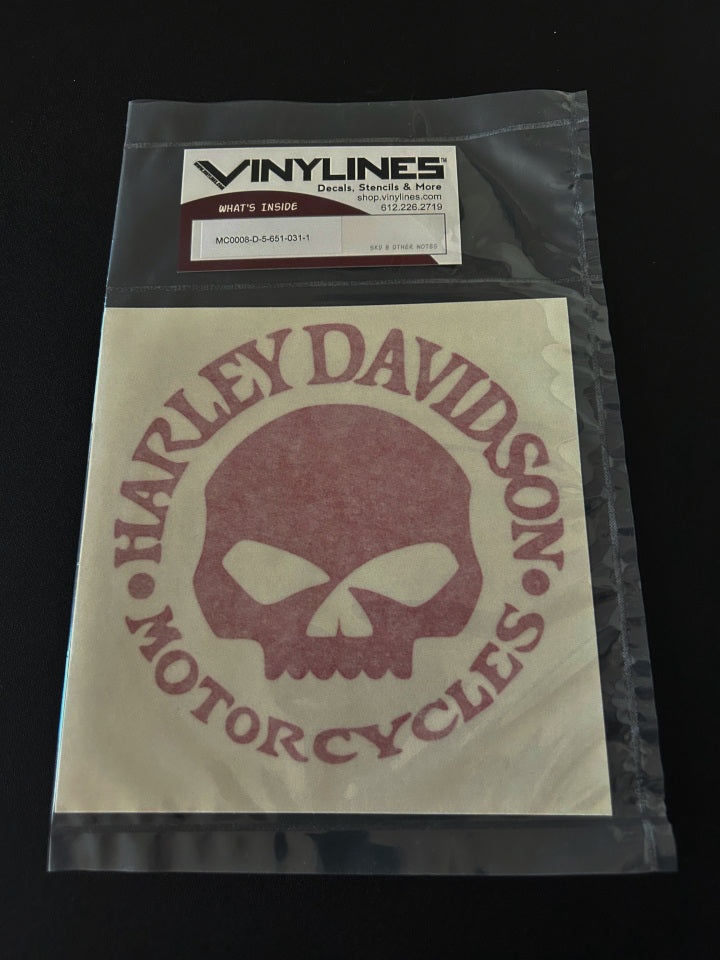 VINYLINES™
Decals, Stencils & More
shop.vinylines.com
612.226.2719
WHAT'S INSIDE
MC0008-D-5-651-031-1
SKU & OTHER NOTES
HARLEY DAVIDSON
• MOTORCYCLES •